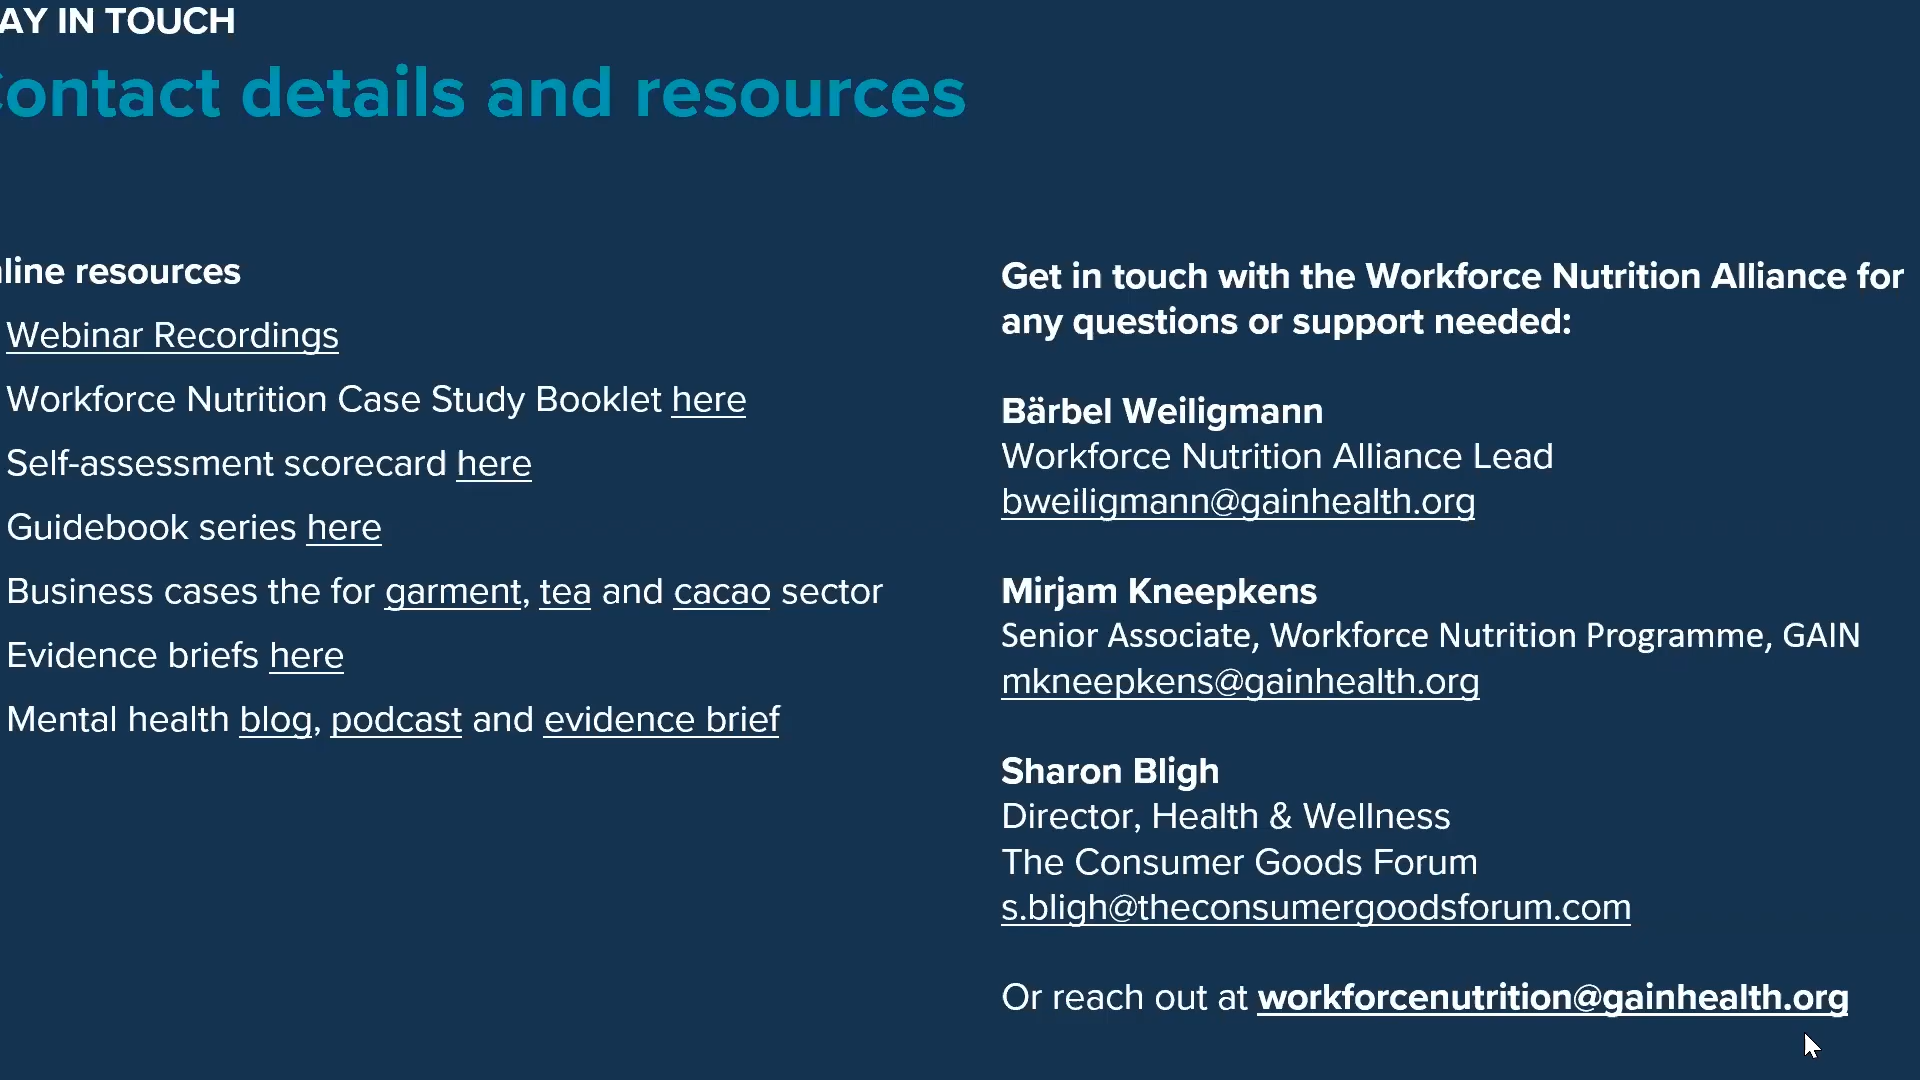 AY IN TOUCH
Contact details and resources
line resources
Webinar Recordings
Workforce Nutrition Case Study Booklet here
Self-assessment scorecard here
Guidebook series here
Business cases the for garment, tea and cacao sector
Evidence briefs here
Mental health blog, podcast and evidence brief
Get in touch with the Workforce Nutrition Alliance for
any questions or support needed:
Bärbel Weiligmann
Workforce Nutrition Alliance Lead
bweiligmann@gainhealth.org
Mirjam Kneepkens
Senior Associate, Workforce Nutrition Programme, GAIN
mkneepkens@gainhealth.org
Sharon Bligh
Director, Health & Wellness
The Consumer Goods Forum
s.bligh@theconsumergoodsforum.com
Or reach out at workforcenutrition@gainhealth.org